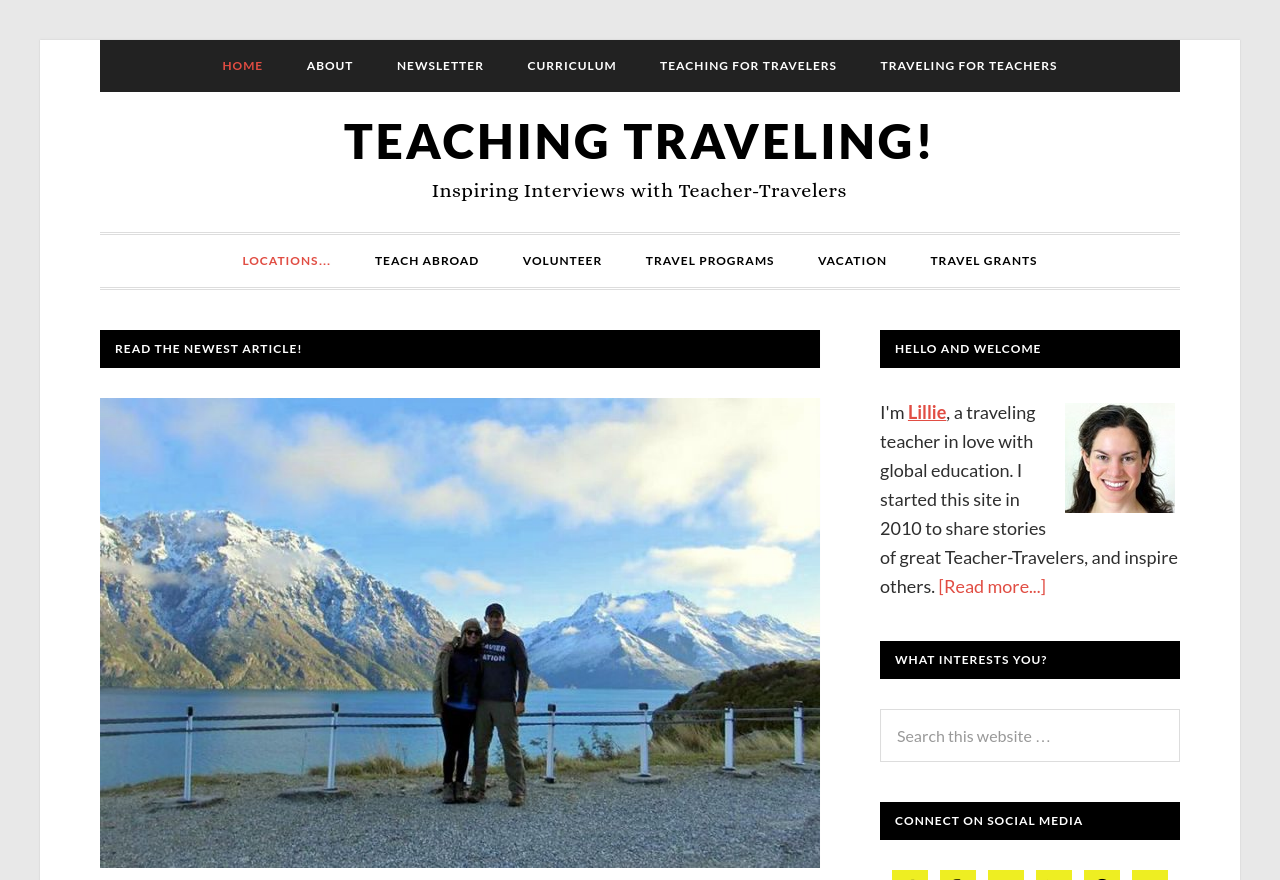 HOME ABOUT NEWSLETTER CURRICULUM TEACHING FOR TRAVELERS TRAVELING FOR TEACHERS
TEACHING TRAVELING!
Inspiring Interviews with Teacher-Travelers
LOCATIONS... TEACH ABROAD VOLUNTEER TRAVEL PROGRAMS VACATION TRAVEL GRANTS
READ THE NEWEST ARTICLE!
HELLO AND WELCOME
I'm Lillie, a traveling
teacher in love with
global education. I
started this site in
2010 to share stories
of great Teacher-Travelers, and inspire
others. [Read more...]
WHAT INTERESTS YOU?
Search this website …
CONNECT ON SOCIAL MEDIA